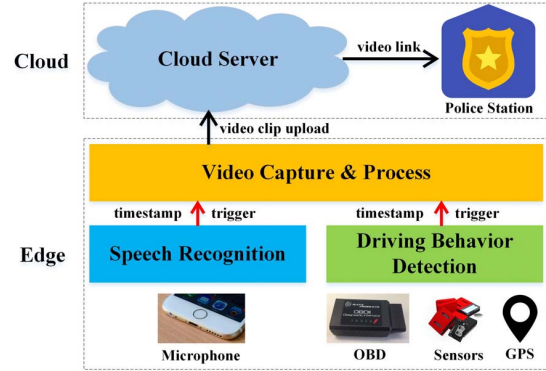 Cloud
Cloud Server
video link
Police Station
video clip upload
Edge
Video Capture & Process
timestamp trigger
timestamp trigger
Speech Recognition
Driving Behavior
Detection
Microphone
OBD
Sensors
GPS